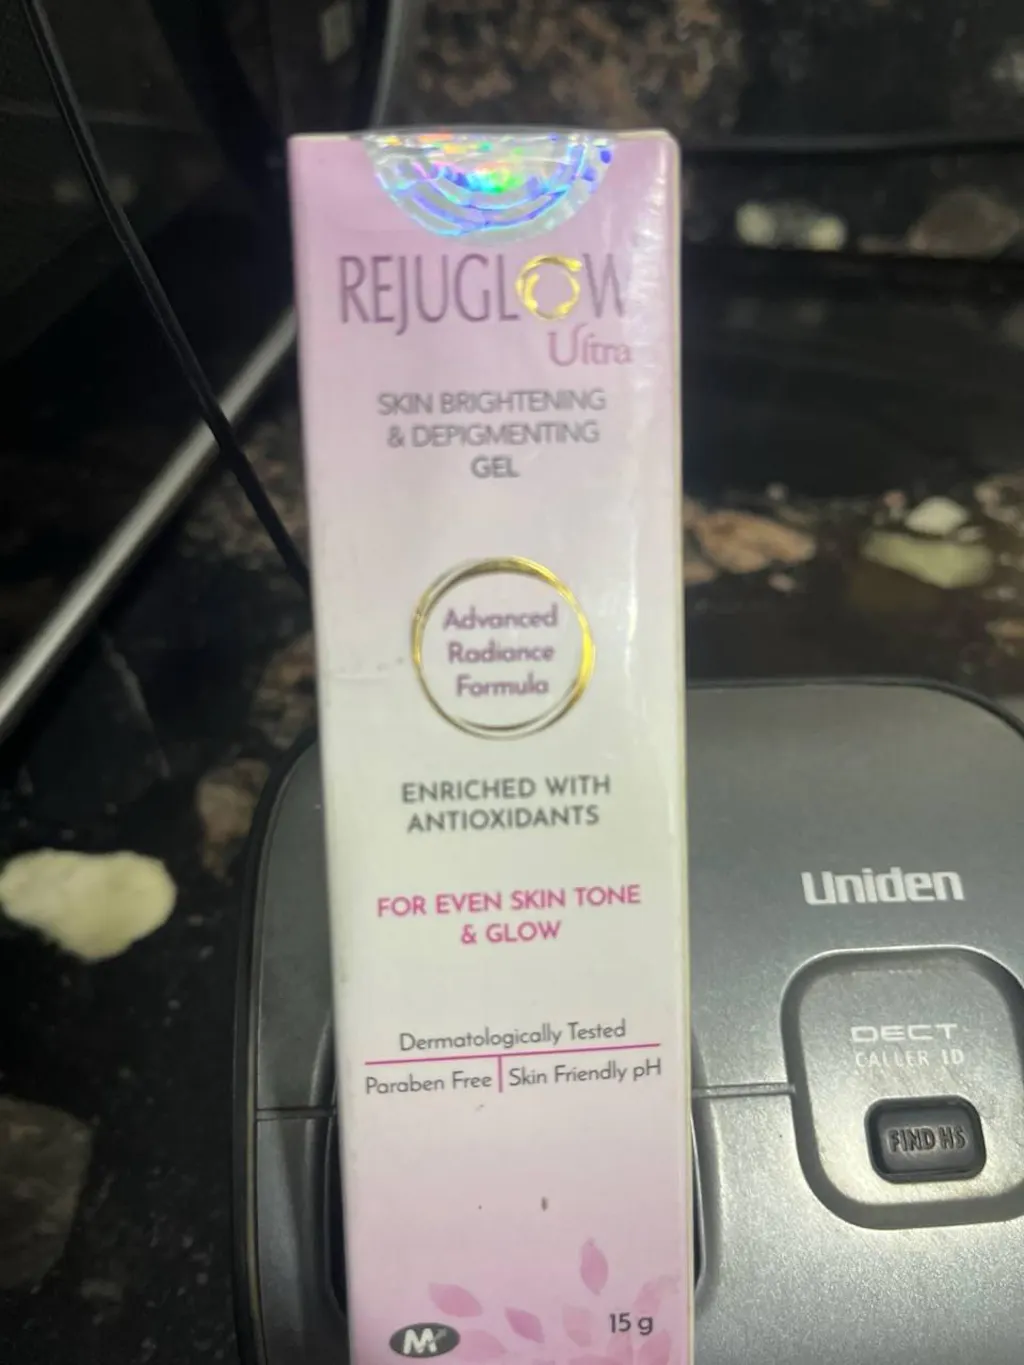 REJUGLOW
Ultra
SKIN BRIGHTENING
& DEPIGMENTING
GEL
Advanced
Radiance
Formula
ENRICHED WITH
ANTIOXIDANTS
FOR EVEN SKIN TONE
& GLOW
Dermatologically Tested
Paraben Free | Skin Friendly pH
15 g
M
Uniden
DECT
CALLER ID
FIND HS